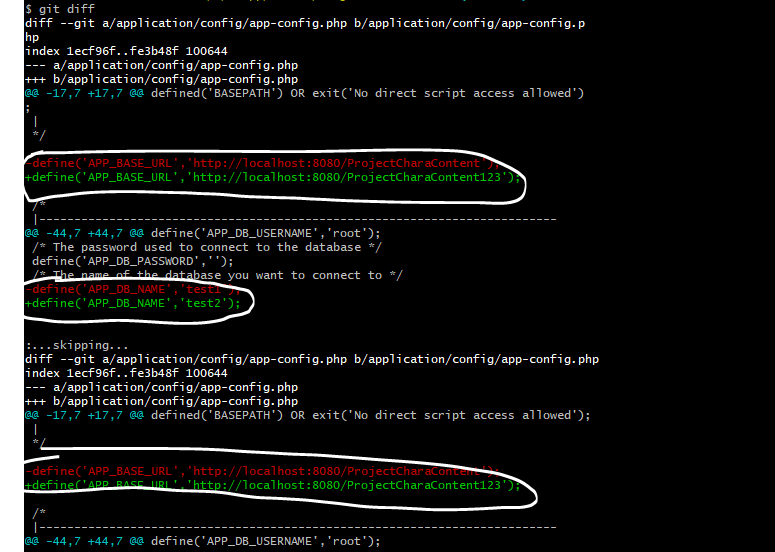 $ git diff
diff --git a/application/config/app-config.php b/application/config/app-config.p
hp
index 1ecf96f..fe3b48f 100644
--- a/application/config/app-config.php
+++ b/application/config/app-config.php
@@ -17,7 +17,7 @@ defined('BASEPATH') OR exit('No direct script access allowed')
;
 |
 */

-define('APP_BASE_URL','http://localhost:8080/ProjectCharaContent');
+define('APP_BASE_URL','http://localhost:8080/ProjectCharaContent123');

 /*
 |--------------------------------------------------------------------------
@@ -44,7 +44,7 @@ define('APP_DB_USERNAME','root');
 /* The password used to connect to the database */
 define('APP_DB_PASSWORD','');
 /* The name of the database you want to connect to */
-define('APP_DB_NAME','test1');
+define('APP_DB_NAME','test2');

:...skipping...
diff --git a/application/config/app-config.php b/application/config/app-config.php
index 1ecf96f..fe3b48f 100644
--- a/application/config/app-config.php
+++ b/application/config/app-config.php
@@ -17,7 +17,7 @@ defined('BASEPATH') OR exit('No direct script access allowed');
 |
 */

-define('APP_BASE_URL','http://localhost:8080/ProjectCharaContent');
+define('APP_BASE_URL','http://localhost:8080/ProjectCharaContent123');

 /*
 |--------------------------------------------------------------------------
@@ -44,7 +44,7 @@ define('APP_DB_USERNAME','root');